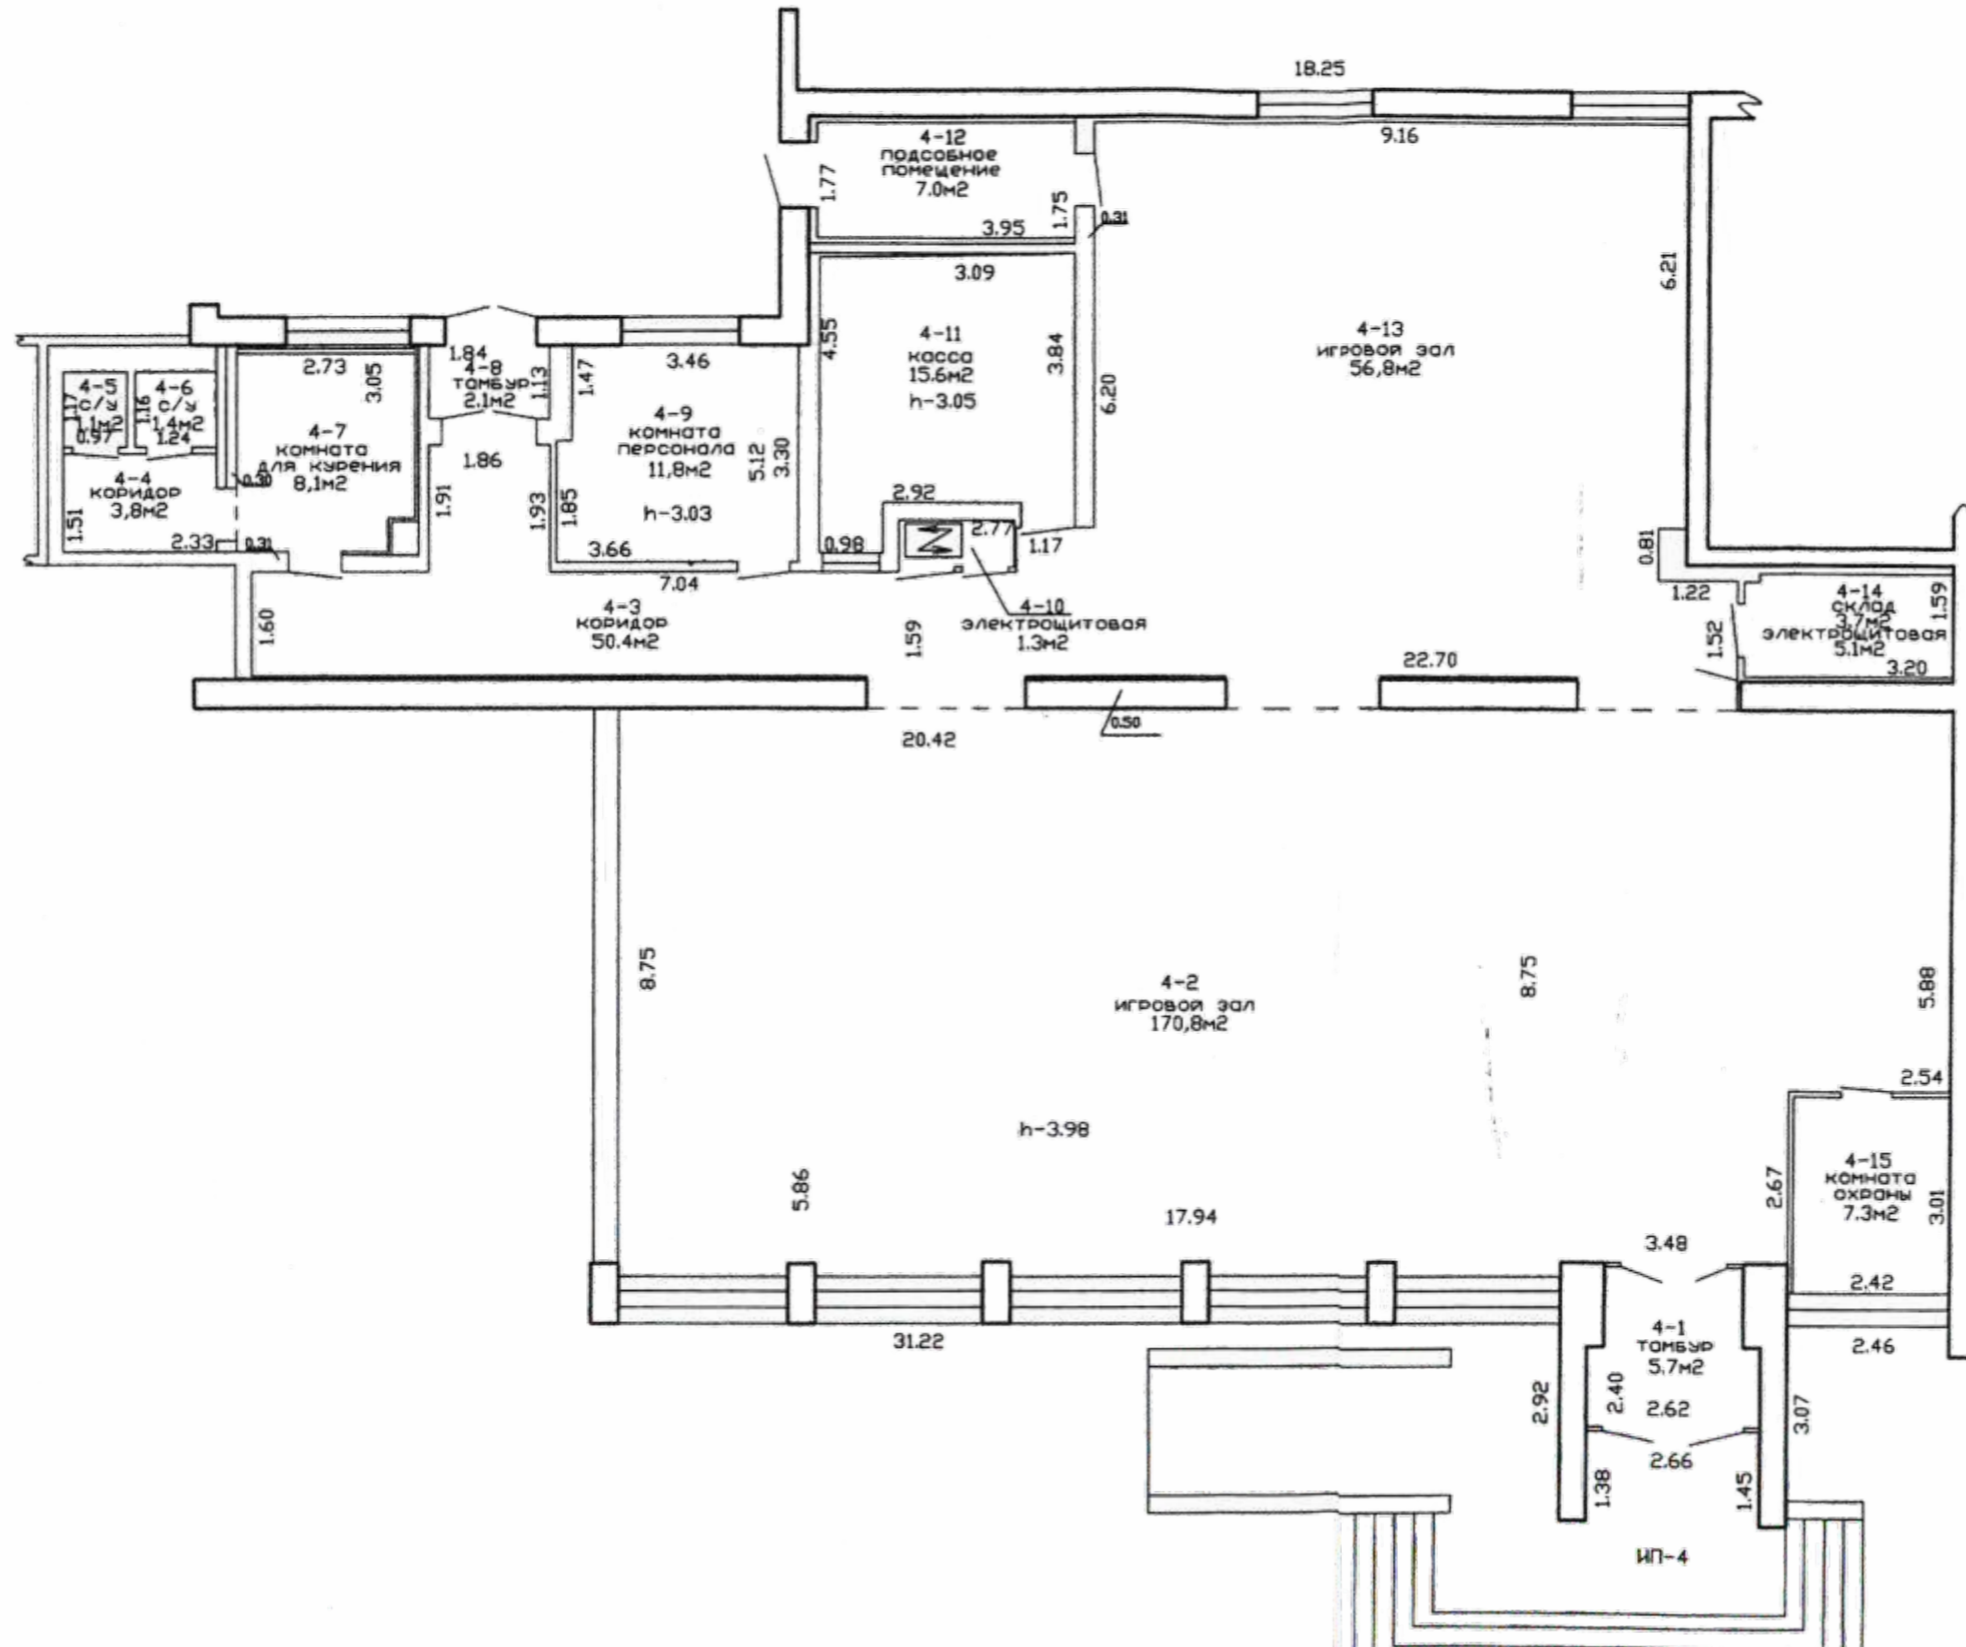 18.25
9.16
4-12
подсобное
помещение
7.0м2
1.77
1.75
3.95
0.31
3.09
4-11
касса
15.6м2
h-3.05
4.55
3.84
6.20
2.92
2.77
0.98
1.17
4-13
игровой зал
56,8м2
6.21
0.81
1.22
4-5
с/у
1.1м2
1.17
0.97
4-6
с/у
1.4м2
1.16
1.24
4-4
коридор
3,8м2
1.51
2.33
0.30
0.31
2.73
3.05
4-7
комната
для курения
8,1м2
1.84
4-8
тамбур
2.1м2
1.13
1.86
1.91
1.93
1.47
3.46
4-9
комната
персонала
11,8м2
h-3.03
5.12
3.30
1.85
3.66
7.04
4-3
коридор
50.4м2
1.60
1.59
4-10
электрощитовая
1.3м2
22.70
4-14
склад
3.7м2
электрощитовая
5.1м2
1.59
1.52
3.20
0.50
20.42
8.75
8.75
5.88
4-2
игровой зал
170,8м2
h-3.98
5.86
17.94
31.22
2.54
4-15
комната
охраны
7.3м2
2.67
3.01
2.42
2.46
3.48
4-1
тамбур
5.7м2
2.40
2.62
2.92
3.07
2.66
1.38
1.45
ИП-4